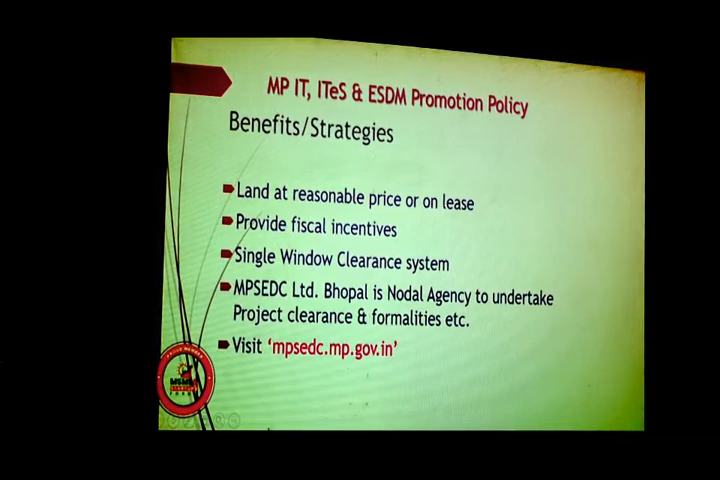 MP IT, ITeS & ESDM Promotion Policy
Benefits/Strategies
Land at reasonable price or on lease
Provide fiscal incentives
Single Window Clearance system
MPSEDC Ltd. Bhopal is Nodal Agency to undertake
Project clearance & formalities etc.
Visit ‘mpsedc.mp.gov.in’
MSME